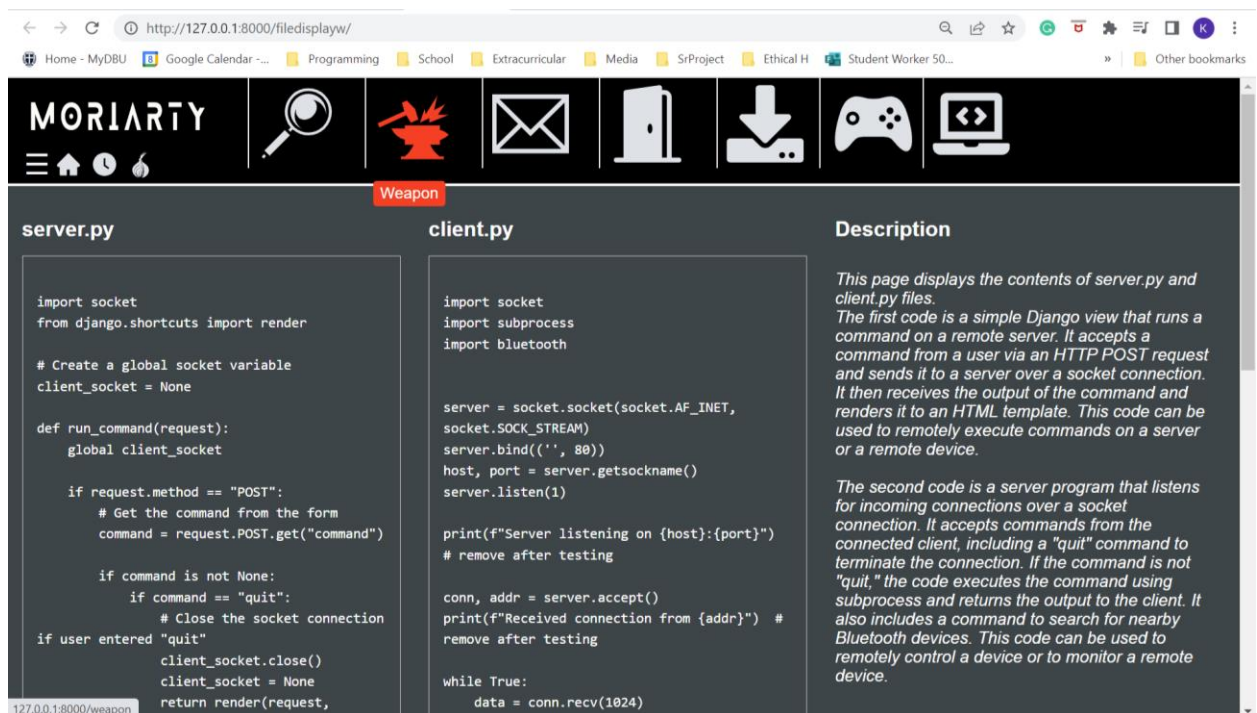 http://127.0.0.1:8000/filedisplayw/
K
Home - MyDBU
8
Google Calendar -...
Programming
School
Extracurricular
Media
SrProject
Ethical H
Student Worker 50...
»
Other bookmarks
MORIARTY
Weapon
server.py
import socket
from django.shortcuts import render
# Create a global socket variable
client_socket = None
def run_command(request):
global client_socket
if request.method == "POST":
# Get the command from the form
command = request.POST.get("command")
if command is not None:
if command == "quit":
# Close the socket connection
if user entered "quit"
client_socket.close()
client_socket = None
return render(request,
127.0.0.1:8000/weapon
client.py
import socket
import subprocess
import bluetooth
server = socket.socket(socket.AF_INET,
socket.SOCK_STREAM)
server.bind(('', 80))
host, port = server.getsockname()
server.listen(1)
print(f"Server listening on {host}:{port}")
# remove after testing
conn, addr = server.accept()
print(f"Received connection from {addr}") #
remove after testing
while True:
data = conn.recv(1024)
Description
This page displays the contents of server.py and
client.py files.
The first code is a simple Django view that runs a
command on a remote server. It accepts a
command from a user via an HTTP POST request
and sends it to a server over a socket connection.
It then receives the output of the command and
renders it to an HTML template. This code can be
used to remotely execute commands on a server
or a remote device.
The second code is a server program that listens
for incoming connections over a socket
connection. It accepts commands from the
connected client, including a "quit" command to
terminate the connection. If the command is not
"quit," the code executes the command using
subprocess and returns the output to the client. It
also includes a command to search for nearby
Bluetooth devices. This code can be used to
remotely control a device or to monitor a remote
device.